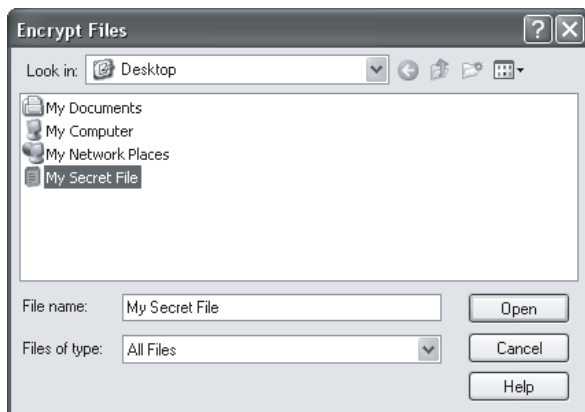 Encrypt Files
Look in: Desktop
My Documents
My Computer
My Network Places
My Secret File
File name: My Secret File Open
Files of type: All Files Cancel
Help